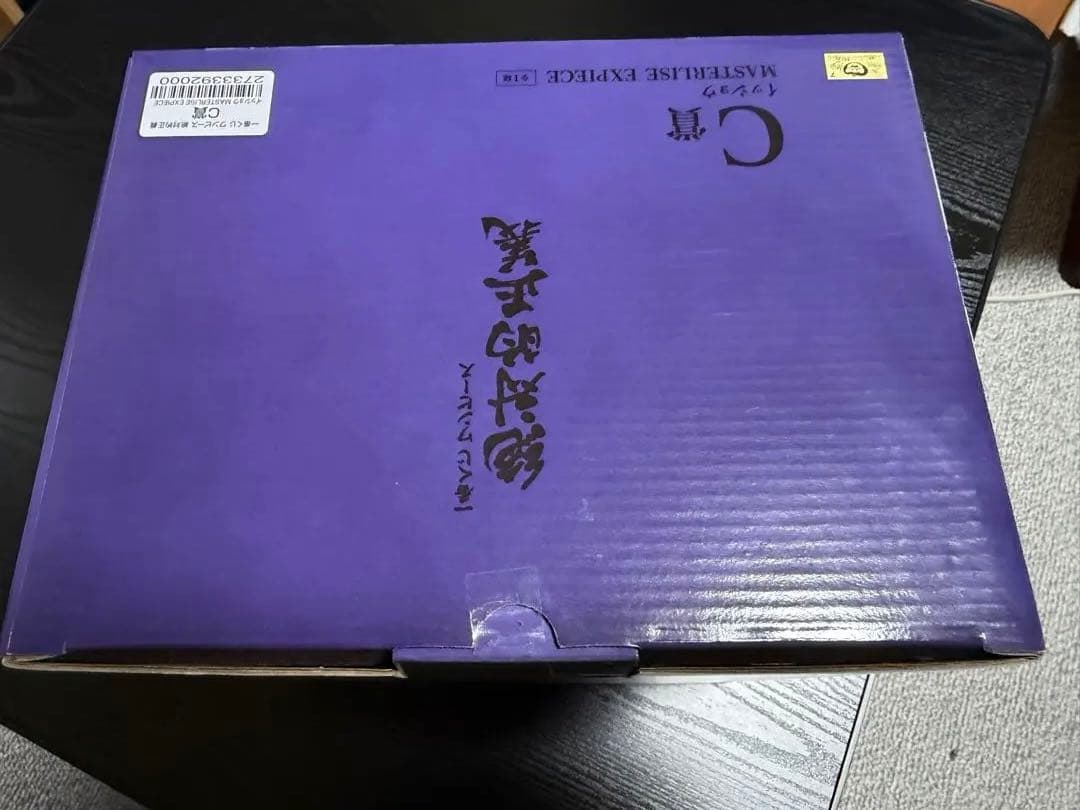 C賞
イッショウ
MASTERLISE EXPIECE 全1種
一番くじ ワンピース
絶対的正義
一番くじ ワンピース 絶対的正義
C賞
イッショウ MASTERLISE EXPIECE
2733392000